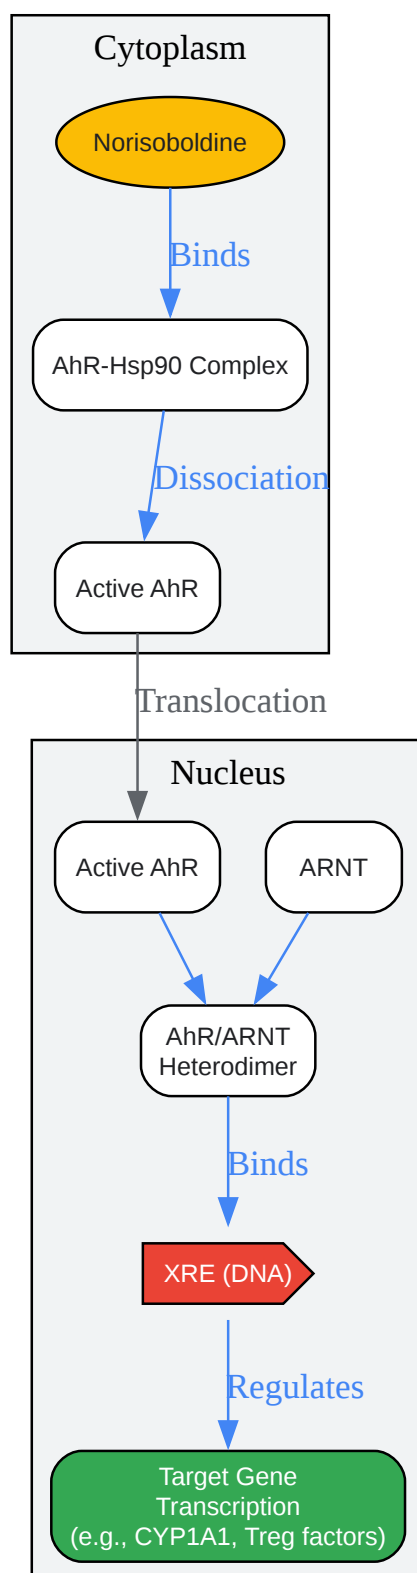 Cytoplasm
Norisoboldine
Binds
AhR-Hsp90 Complex
Dissociation
Active AhR
Translocation
Nucleus
Active AhR
ARNT
AhR/ARNT
Heterodimer
Binds
XRE (DNA)
Regulates
Target Gene
Transcription
(e.g., CYP1A1, Treg factors)